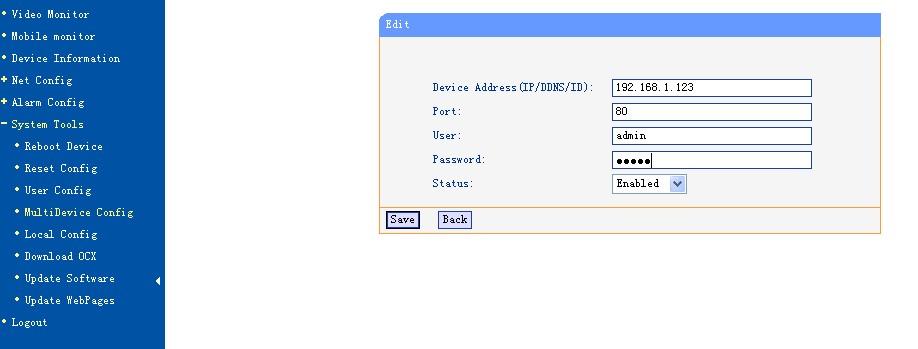 Video Monitor
Mobile monitor
Device Information
Net Config
Alarm Config
System Tools
Reboot Device
Reset Config
User Config
MultiDevice Config
Local Config
Download OCX
Update Software
Update WebPages
Logout
Edit
Device Address(IP/DDNS/ID): 192.168.1.123
Port: 80
User: admin
Password: ●●●●●
Status: Enabled
Save Back